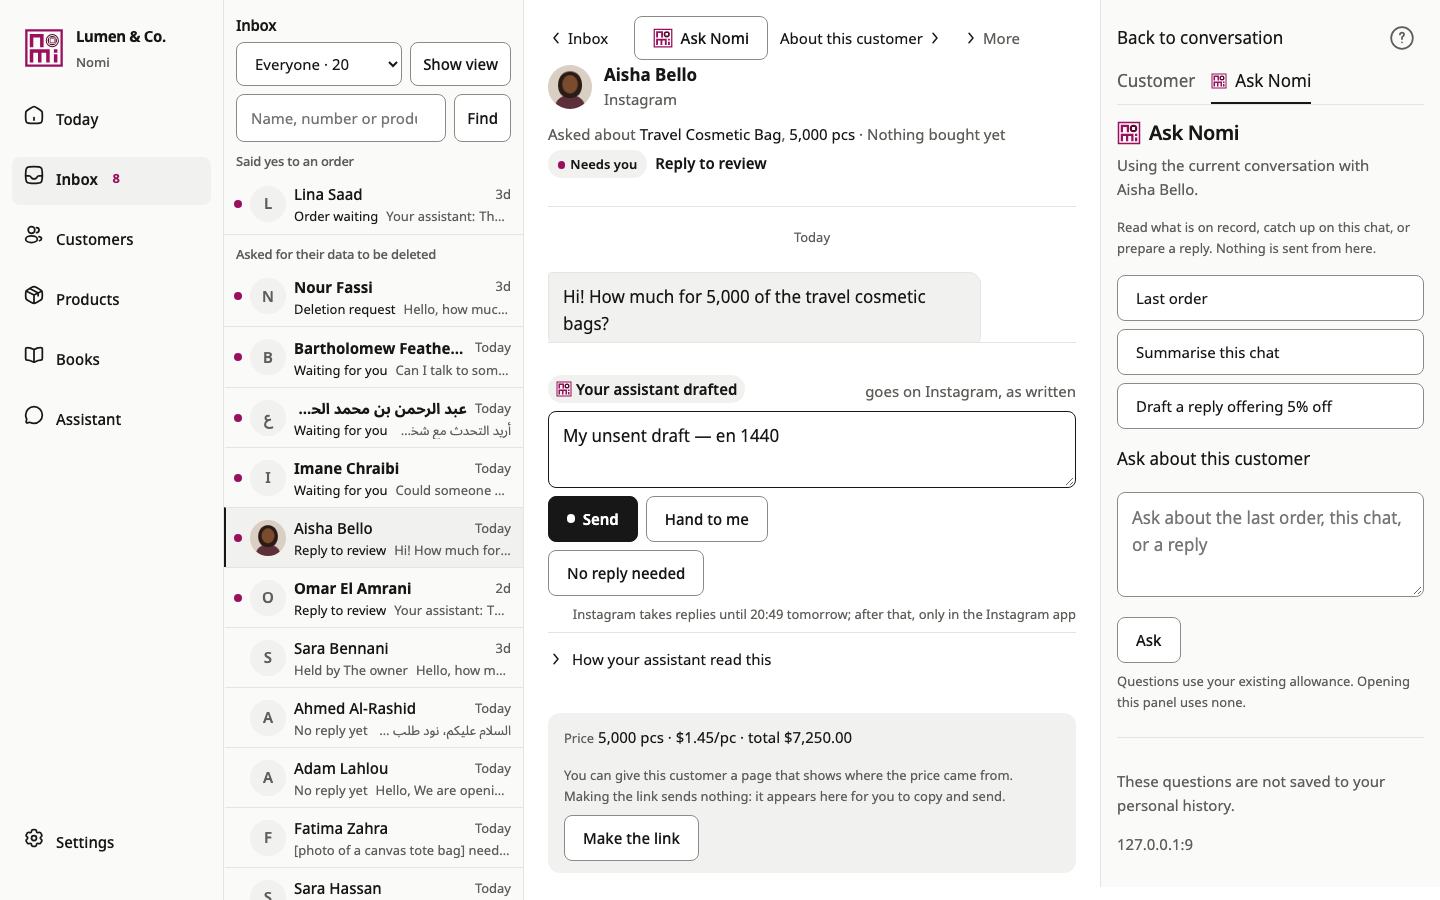 Lumen & Co.
Nomi
Today
Inbox 8
Customers
Products
Books
Assistant
Settings
Inbox
Everyone · 20
Show view
Name, number or produ
Find
Said yes to an order
L
Lina Saad 3d
Order waiting Your assistant: Th...
Asked for their data to be deleted
N
Nour Fassi 3d
Deletion request Hello, how muc...
B
Bartholomew Feathe... Today
Waiting for you Can I talk to som...
ع
عبد الرحمن بن محمد الح... Today
Waiting for you أريد التحدث مع شخ...
I
Imane Chraibi Today
Waiting for you Could someone ...
Aisha Bello Today
Reply to review Hi! How much for...
O
Omar El Amrani 2d
Reply to review Your assistant: T...
S
Sara Bennani 3d
Held by The owner Hello, how m...
A
Ahmed Al-Rashid Today
No reply yet السلام عليكم، نود طلب ...
A
Adam Lahlou Today
No reply yet Hello, We are openi...
F
Fatima Zahra Today
[photo of a canvas tote bag] need...
S
Sara Hassan Today
Inbox
Ask Nomi
About this customer
More
Aisha Bello
Instagram
Asked about Travel Cosmetic Bag, 5,000 pcs · Nothing bought yet
Needs you Reply to review
Today
Hi! How much for 5,000 of the travel cosmetic
bags?
Your assistant drafted goes on Instagram, as written
My unsent draft — en 1440
Send
Hand to me
No reply needed
Instagram takes replies until 20:49 tomorrow; after that, only in the Instagram app
How your assistant read this
Price 5,000 pcs · $1.45/pc · total $7,250.00
You can give this customer a page that shows where the price came from.
Making the link sends nothing: it appears here for you to copy and send.
Make the link
Back to conversation ?
Customer Ask Nomi
Ask Nomi
Using the current conversation with
Aisha Bello.
Read what is on record, catch up on this chat, or
prepare a reply. Nothing is sent from here.
Last order
Summarise this chat
Draft a reply offering 5% off
Ask about this customer
Ask about the last order, this chat,
or a reply
Ask
Questions use your existing allowance. Opening
this panel uses none.
These questions are not saved to your
personal history.
127.0.0.1:9